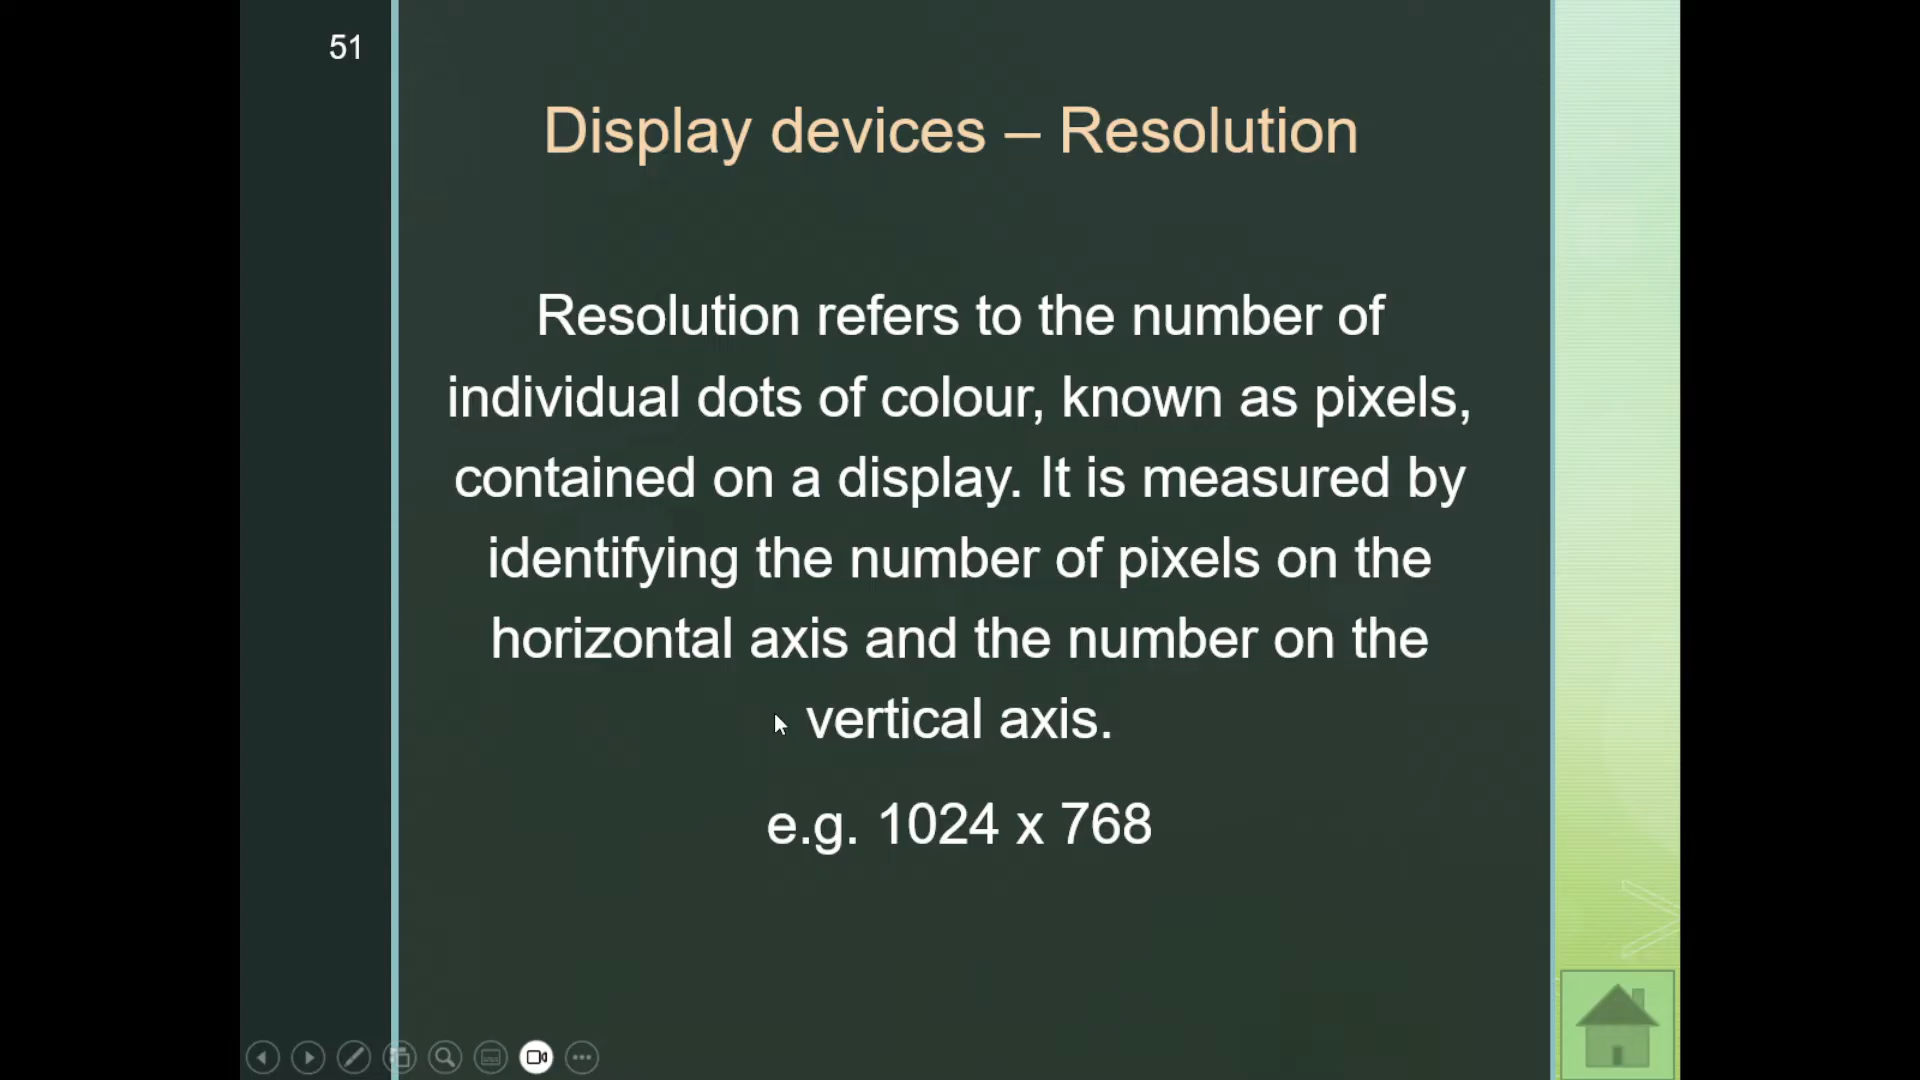 51
Display devices – Resolution
Resolution refers to the number of
individual dots of colour, known as pixels,
contained on a display. It is measured by
identifying the number of pixels on the
horizontal axis and the number on the
vertical axis.
e.g. 1024 x 768